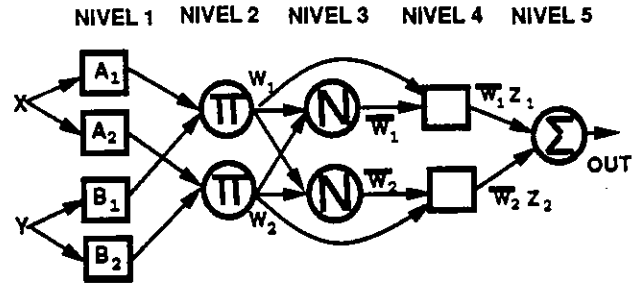 NIVEL 1 NIVEL 2 NIVEL 3 NIVEL 4 NIVEL 5
X
A₁
A₂
Y
B₁
B₂
Π
W₁
Π
W₂
N
W̅₁
N
W̅₂
W̅₁ Z₁
W̅₂ Z₂
Σ
OUT